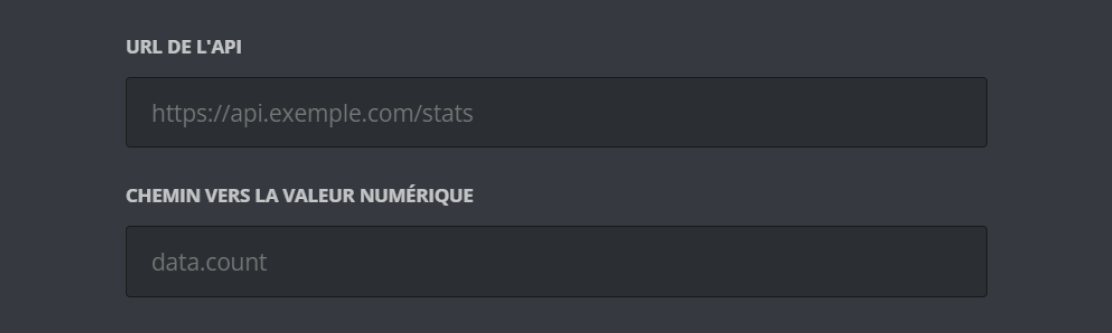 URL DE L'API
https://api.exemple.com/stats
CHEMIN VERS LA VALEUR NUMÉRIQUE
data.count